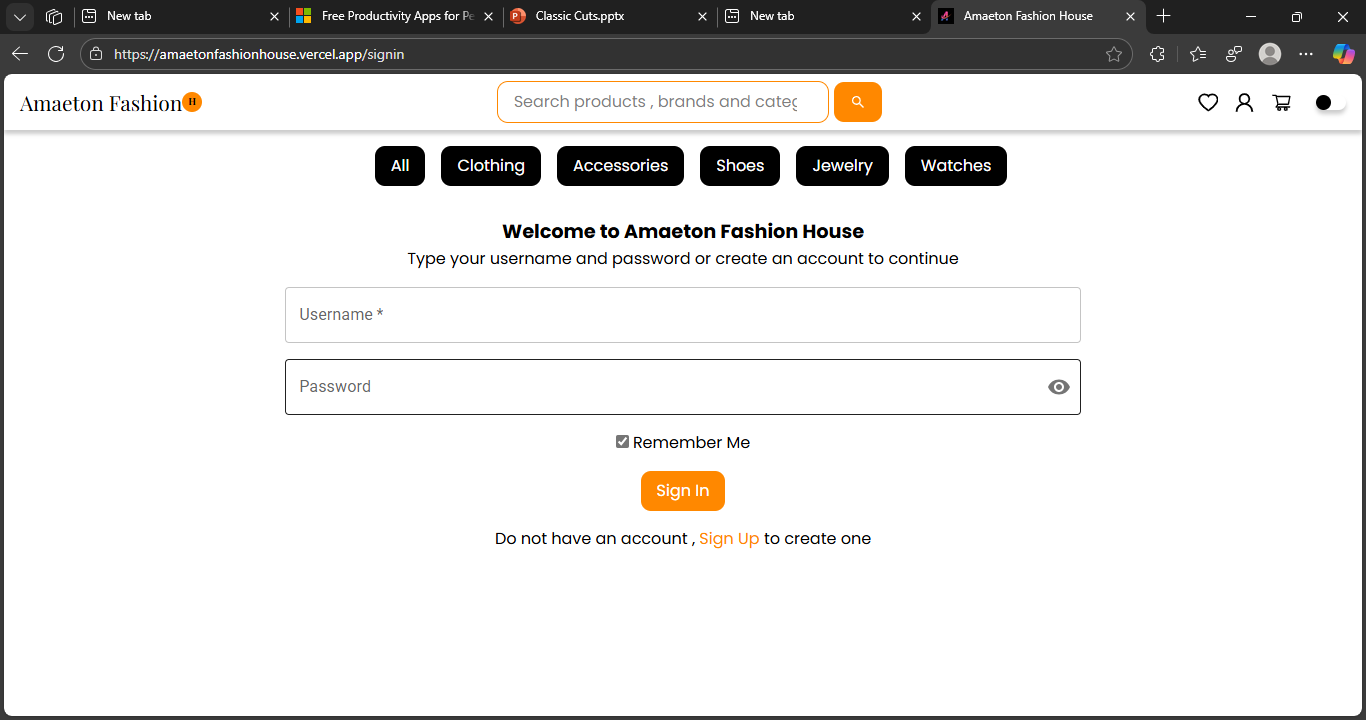 New tab
Free Productivity Apps for Pe
Classic Cuts.pptx
New tab
Amaeton Fashion House
https://amaetonfashionhouse.vercel.app/signin
Amaeton Fashion H
Search products , brands and categ
All
Clothing
Accessories
Shoes
Jewelry
Watches
Welcome to Amaeton Fashion House
Type your username and password or create an account to continue
Username *
Password
Remember Me
Sign In
Do not have an account , Sign Up to create one